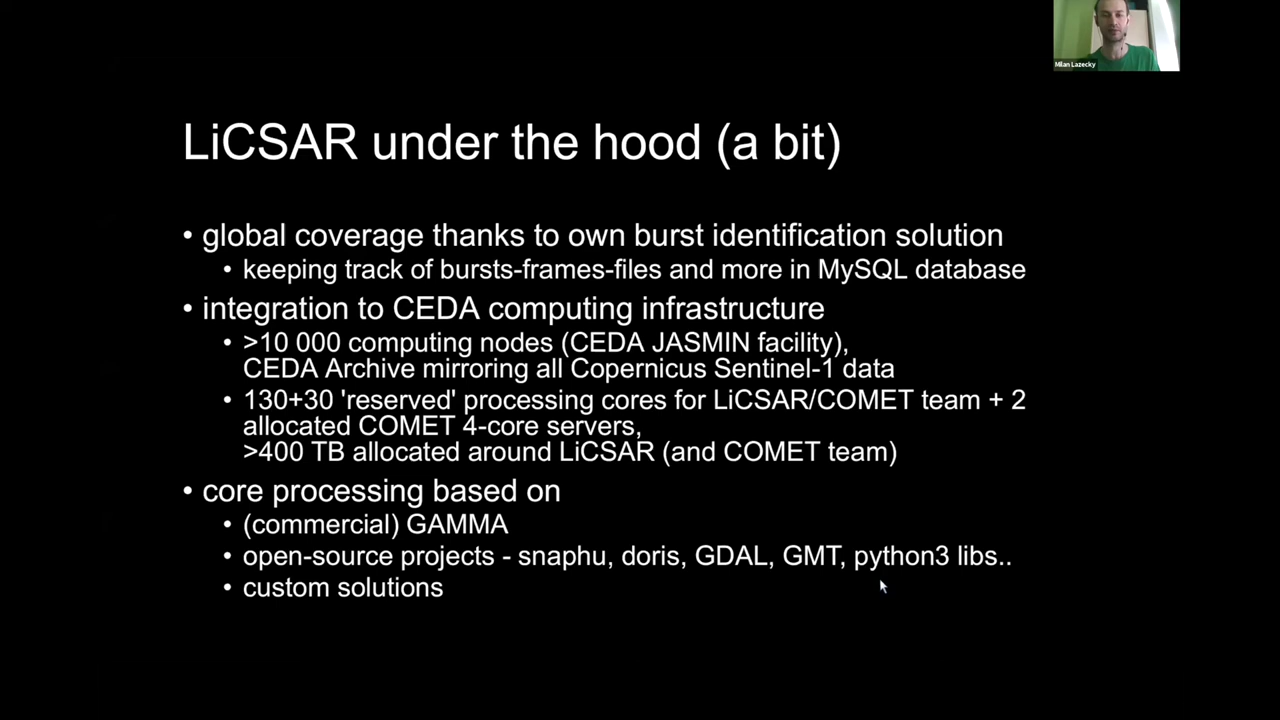 Milan Lazecky
LiCSAR under the hood (a bit)
• global coverage thanks to own burst identification solution
• keeping track of bursts-frames-files and more in MySQL database
• integration to CEDA computing infrastructure
• >10 000 computing nodes (CEDA JASMIN facility),
CEDA Archive mirroring all Copernicus Sentinel-1 data
• 130+30 'reserved' processing cores for LiCSAR/COMET team + 2
allocated COMET 4-core servers,
>400 TB allocated around LiCSAR (and COMET team)
• core processing based on
• (commercial) GAMMA
• open-source projects - snaphu, doris, GDAL, GMT, python3 libs..
• custom solutions